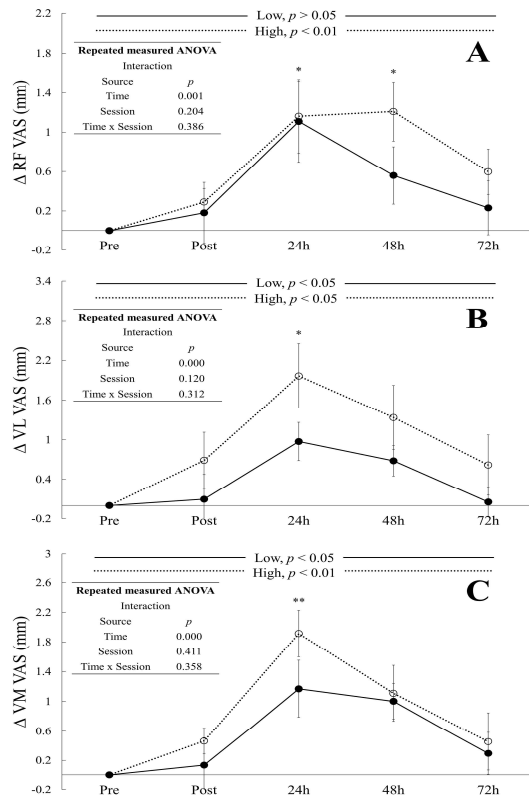 Low, p > 0.05
High, p < 0.01
A
Δ RF VAS (mm)
2.2
1.8
1.4
1
0.6
0.2
-0.2
Repeated measured ANOVA
Interaction
Source p
Time 0.001
Session 0.204
Time x Session 0.386
* *
Pre Post 24h 48h 72h
Low, p < 0.05
High, p < 0.05
B
Δ VL VAS (mm)
3.4
2.8
2.2
1.6
1
0.4
-0.2
Repeated measured ANOVA
Interaction
Source p
Time 0.000
Session 0.120
Time x Session 0.312
*
Pre Post 24h 48h 72h
Low, p < 0.05
High, p < 0.01
C
Δ VM VAS (mm)
3
2.6
2.2
1.8
1.4
1
0.6
0.2
-0.2
Repeated measured ANOVA
Interaction
Source p
Time 0.000
Session 0.411
Time x Session 0.358
**
Pre Post 24h 48h 72h